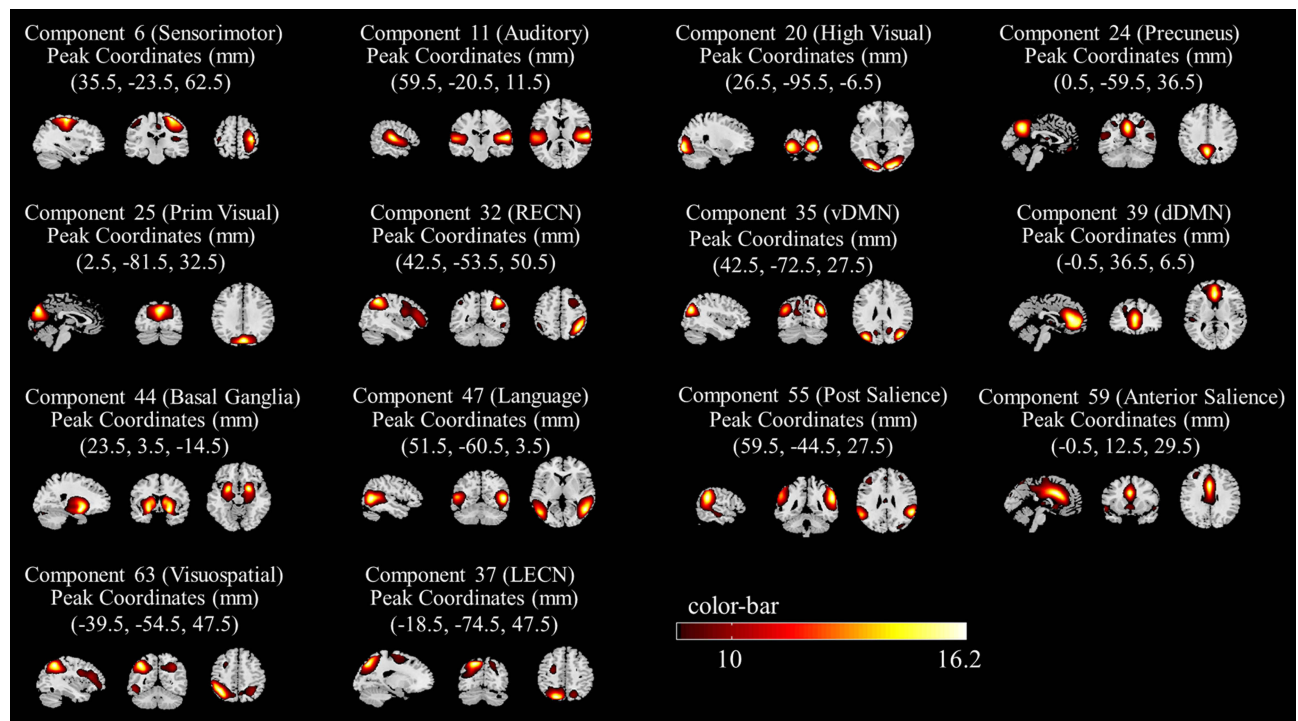 Component 6 (Sensorimotor)
Peak Coordinates (mm)
(35.5, -23.5, 62.5)
Component 11 (Auditory)
Peak Coordinates (mm)
(59.5, -20.5, 11.5)
Component 20 (High Visual)
Peak Coordinates (mm)
(26.5, -95.5, -6.5)
Component 24 (Precuneus)
Peak Coordinates (mm)
(0.5, -59.5, 36.5)
Component 25 (Prim Visual)
Peak Coordinates (mm)
(2.5, -81.5, 32.5)
Component 32 (RECN)
Peak Coordinates (mm)
(42.5, -53.5, 50.5)
Component 35 (vDMN)
Peak Coordinates (mm)
(42.5, -72.5, 27.5)
Component 39 (dDMN)
Peak Coordinates (mm)
(-0.5, 36.5, 6.5)
Component 44 (Basal Ganglia)
Peak Coordinates (mm)
(23.5, 3.5, -14.5)
Component 47 (Language)
Peak Coordinates (mm)
(51.5, -60.5, 3.5)
Component 55 (Post Salience)
Peak Coordinates (mm)
(59.5, -44.5, 27.5)
Component 59 (Anterior Salience)
Peak Coordinates (mm)
(-0.5, 12.5, 29.5)
Component 63 (Visuospatial)
Peak Coordinates (mm)
(-39.5, -54.5, 47.5)
Component 37 (LECN)
Peak Coordinates (mm)
(-18.5, -74.5, 47.5)
color-bar
10 16.2